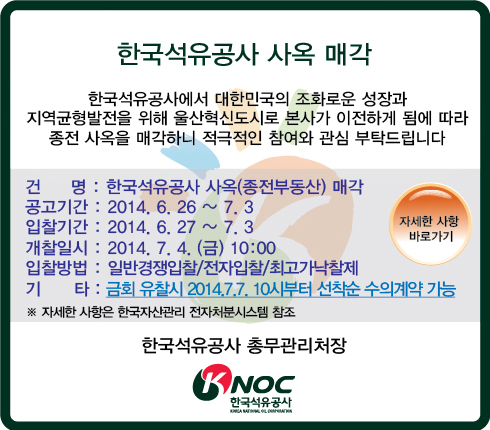 한국석유공사 사옥 매각
한국석유공사에서 대한민국의 조화로운 성장과
지역균형발전을 위해 울산혁신도시로 본사가 이전하게 됨에 따라
종전 사옥을 매각하니 적극적인 참여와 관심 부탁드립니다
건 명 : 한국석유공사 사옥(종전부동산) 매각
공고기간 : 2014. 6. 26 ~ 7. 3
입찰기간 : 2014. 6. 27 ~ 7. 3
개찰일시 : 2014. 7. 4. (금) 10:00
입찰방법 : 일반경쟁입찰/전자입찰/최고가낙찰제
기 타 : 금회 유찰시 2014.7.7. 10시부터 선착순 수의계약 가능
※ 자세한 사항은 한국자산관리 전자처분시스템 참조
자세한 사항
바로가기
한국석유공사 총무관리처장
KNOC
한국석유공사
KOREA NATIONAL OIL CORPORATION